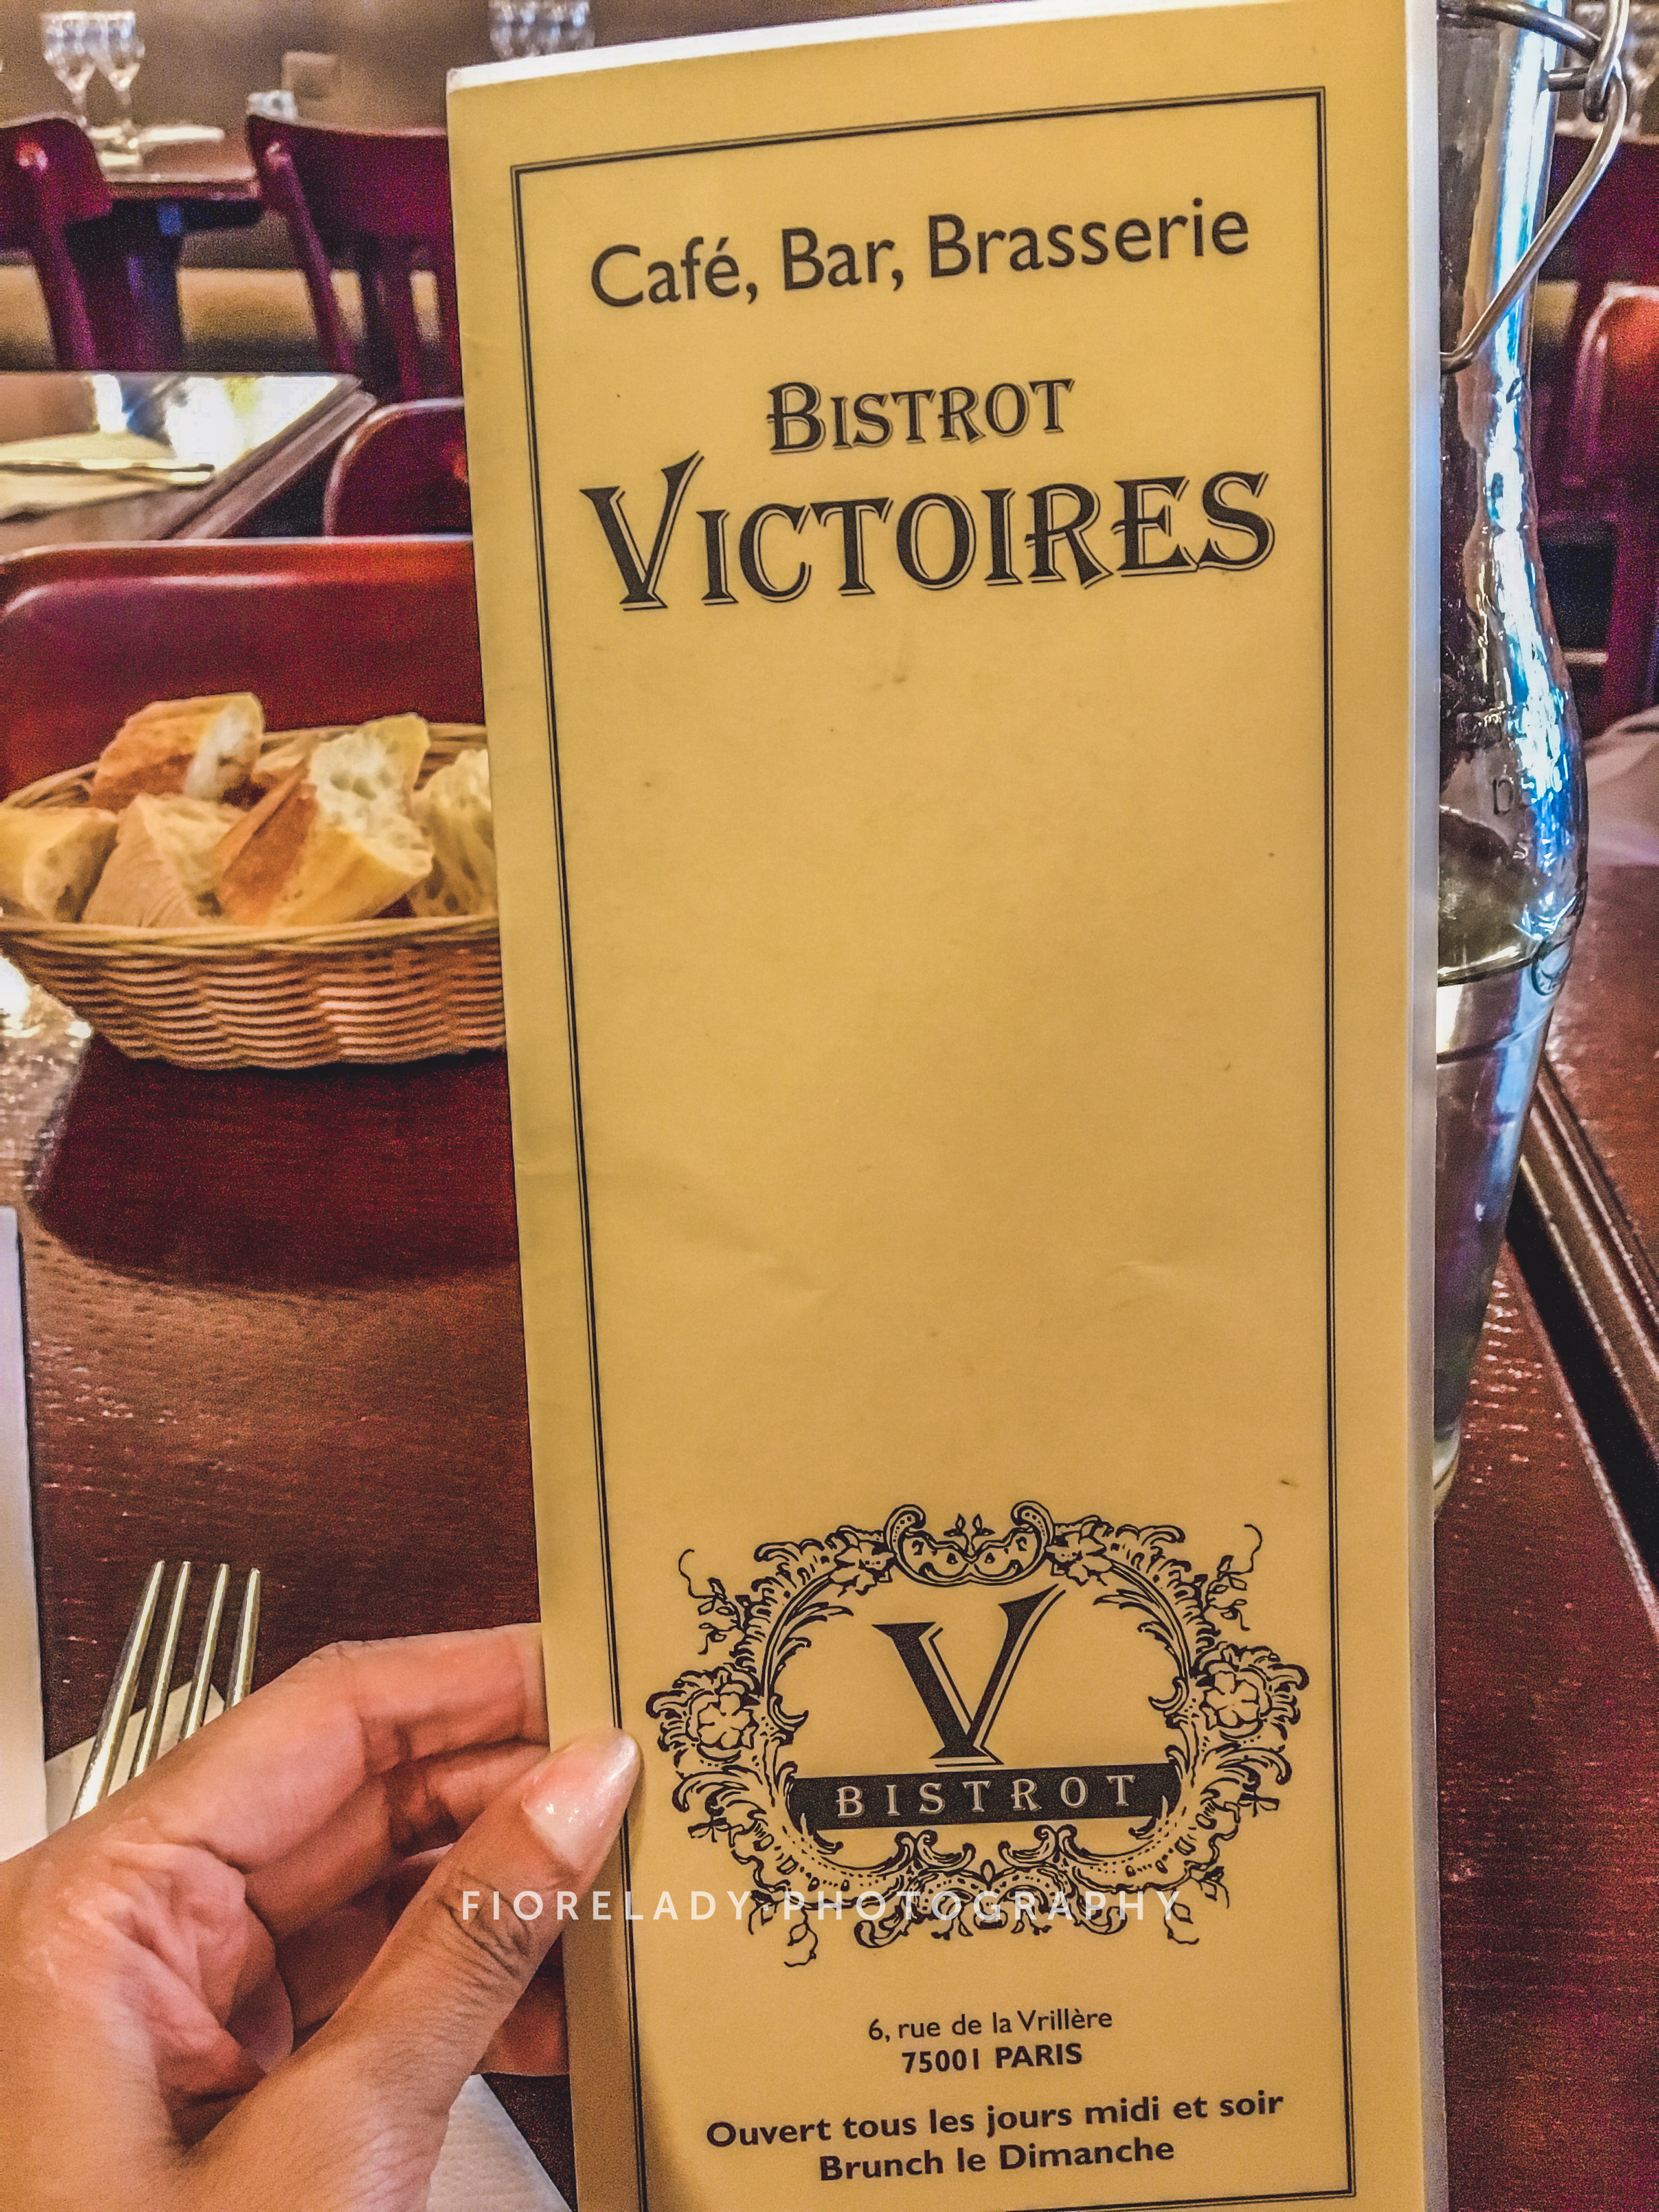 Café, Bar, Brasserie
BISTROT
VICTOIRES
V
BISTROT
FIORELADY PHOTOGRAPHY
6, rue de la Vrillère
75001 PARIS
Ouvert tous les jours midi et soir
Brunch le Dimanche